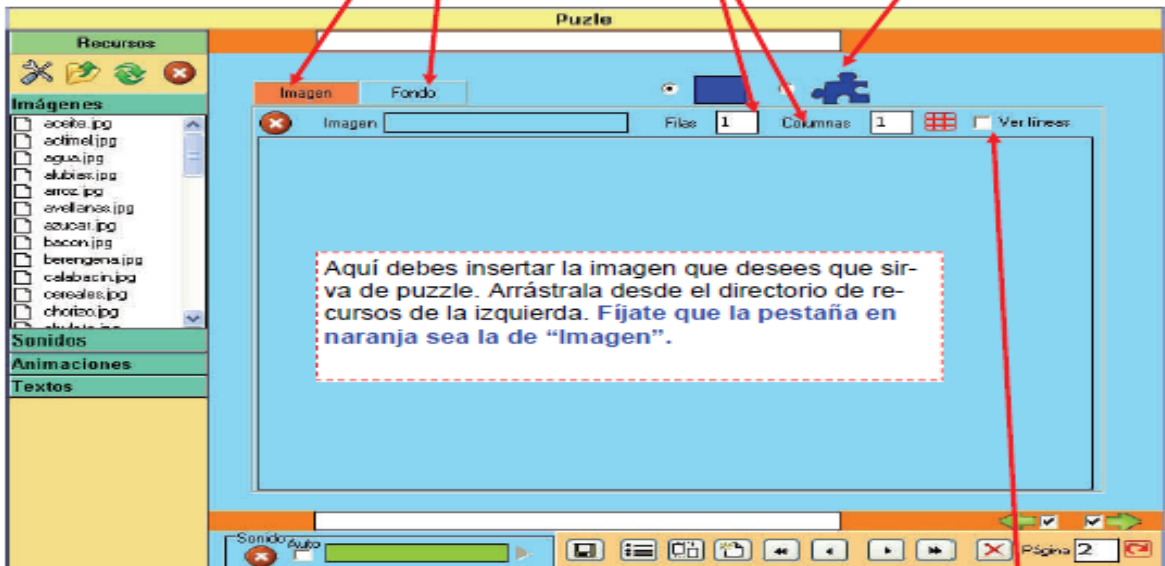 Puzle
Recursos
Imagen Fondo
Imágenes
Imagen Filas 1 Columnas 1 Ver líneas
aceite.jpg
actimel.jpg
agua.jpg
alubias.jpg
arroz.jpg
avellanas.jpg
azucar.jpg
bacon.jpg
berengena.jpg
calabacin.jpg
cereales.jpg
chorizo.jpg
Aquí debes insertar la imagen que desees que sir-
va de puzzle. Arrástrala desde el directorio de re-
cursos de la izquierda. Fíjate que la pestaña en
naranja sea la de “Imagen”.
Sonidos
Animaciones
Textos
Sonido Auto
Página 2